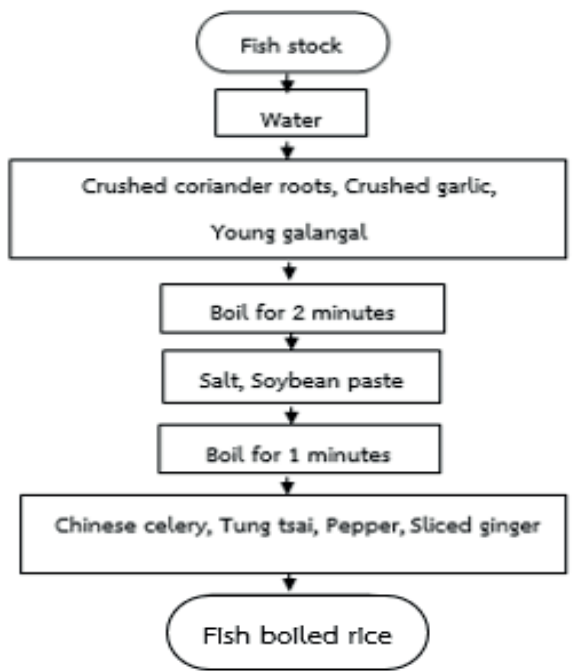 Fish stock
Water
Crushed coriander roots, Crushed garlic,
Young galangal
Boil for 2 minutes
Salt, Soybean paste
Boil for 1 minutes
Chinese celery, Tung tsai, Pepper, Sliced ginger
Fish boiled rice